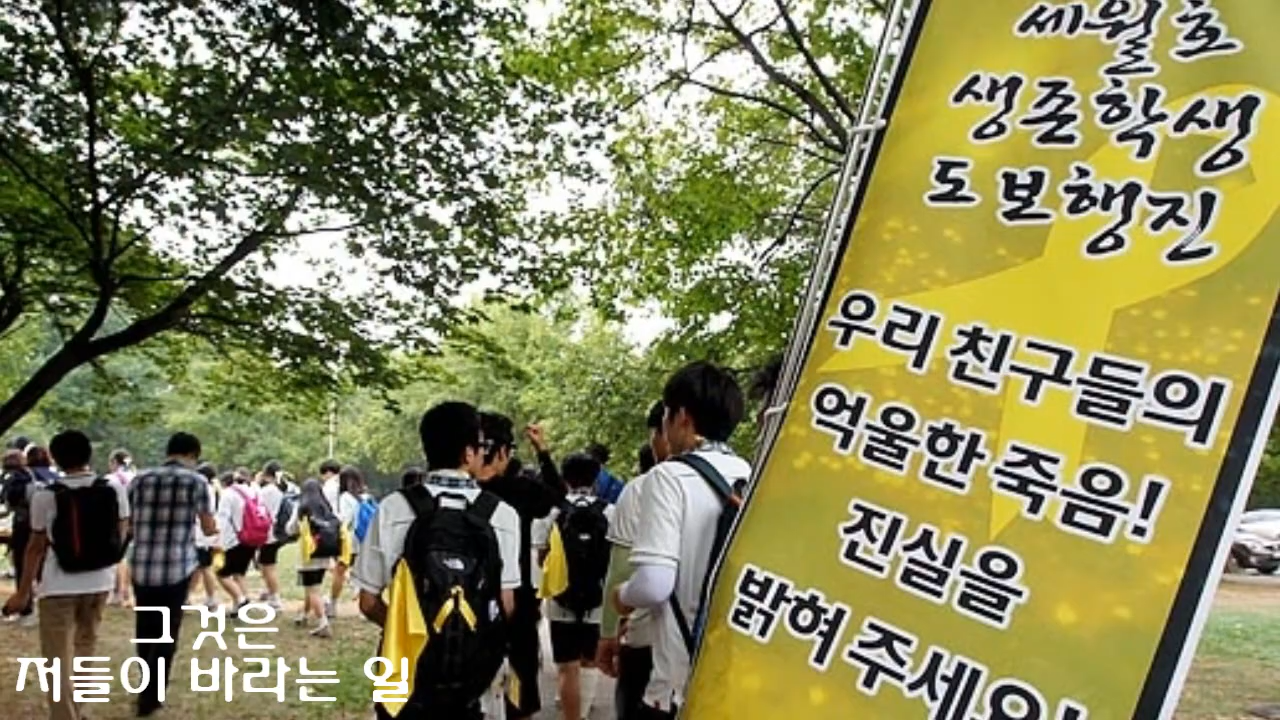 세월호
생존학생
도보행진
우리 친구들의
억울한 죽음!
진실을
밝혀 주세요!
그것은
저들이 바라는 일